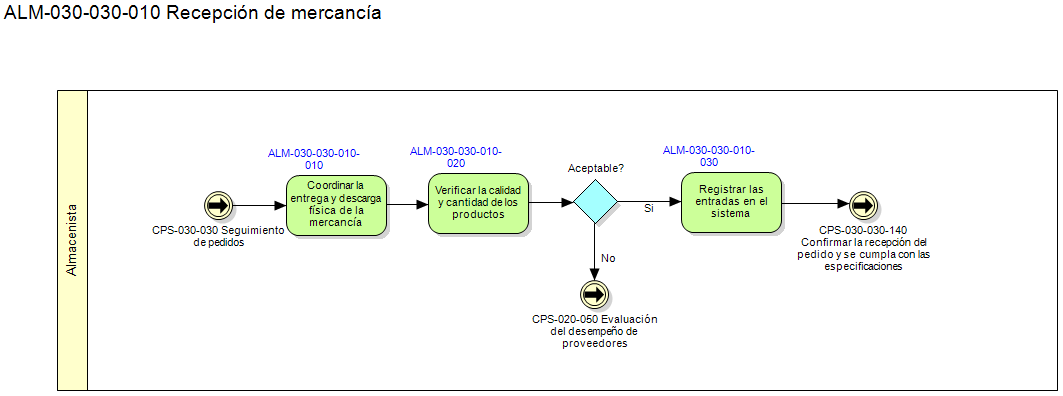 ALM-030-030-010 Recepción de mercancía
Almacenista
CPS-030-030 Seguimiento
de pedidos
ALM-030-030-010-
010
Coordinar la
entrega y descarga
física de la
mercancía
ALM-030-030-010-
020
Verificar la calidad
y cantidad de los
productos
Aceptable?
Si
No
CPS-020-050 Evaluación
del desempeño de
proveedores
ALM-030-030-010-
030
Registrar las
entradas en el
sistema
CPS-030-030-140
Confirmar la recepción del
pedido y se cumpla con las
especificaciones